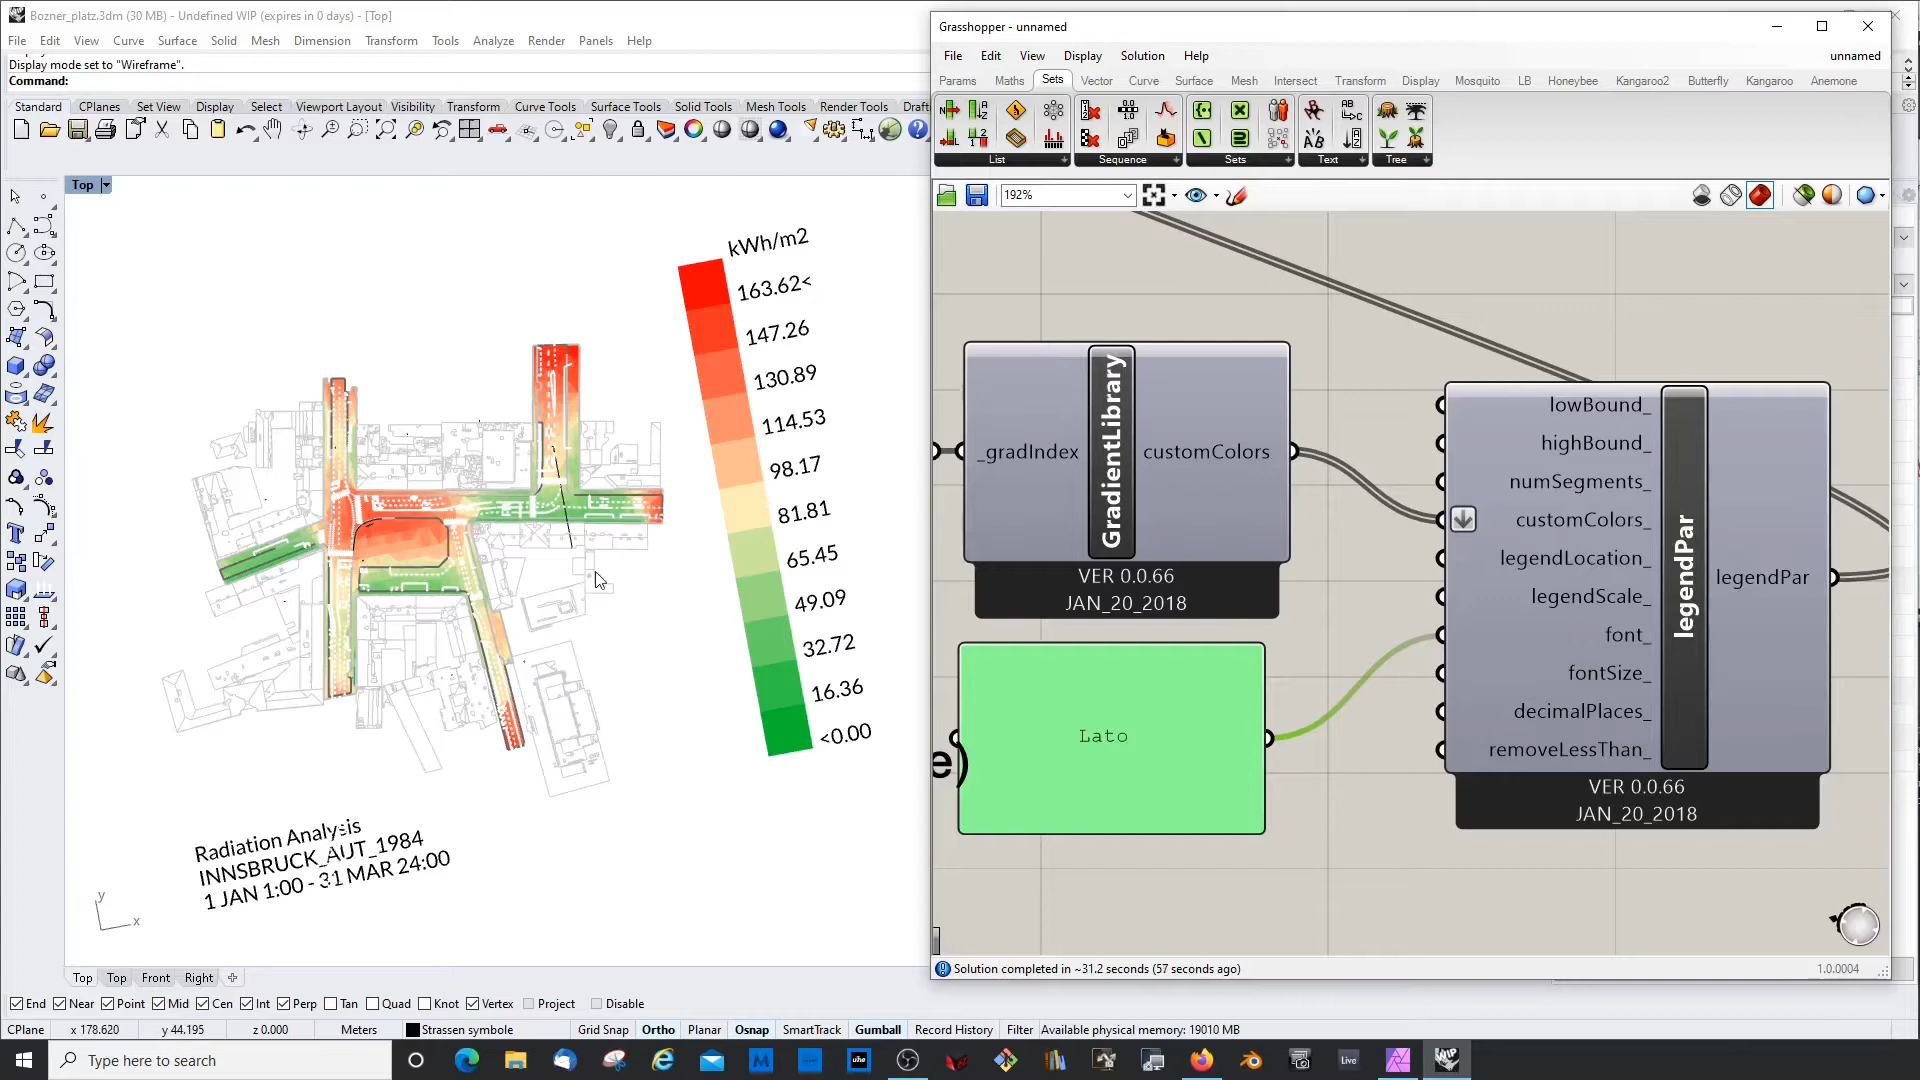 Bozner_platz.3dm (30 MB) - Undefined WIP (expires in 0 days) - [Top]
File Edit View Curve Surface Solid Mesh Dimension Transform Tools Analyze Render Panels Help
Display mode set to "Wireframe".
Command:
Standard CPlanes Set View Display Select Viewport Layout Visibility Transform Curve Tools Surface Tools Solid Tools Mesh Tools Render Tools Draft
Top
kWh/m2
163.62<
147.26
130.89
114.53
98.17
81.81
65.45
49.09
32.72
16.36
<0.00
Radiation Analysis
INNSBRUCK_AUT_1984
1 JAN 1:00 - 31 MAR 24:00
y
x
Top Top Front Right
End Near Point Mid Cen Int Perp Tan Quad Knot Vertex Project Disable
CPlane x 178.620 y 44.195 z 0.000 Meters Strassen symbole Grid Snap Ortho Planar Osnap SmartTrack Gumball Record History Filter Available physical memory: 19010 MB
Type here to search
uhe
Live
WIP
Grasshopper - unnamed
File Edit View Display Solution Help
unnamed
Params Maths Sets Vector Curve Surface Mesh Intersect Transform Display Mosquito LB Honeybee Kangaroo2 Butterfly Kangaroo Anemone
List Sequence Sets Text Tree
192%
_gradIndex
GradientLibrary
customColors
VER 0.0.66
JAN_20_2018
Lato
e)
lowBound_
highBound_
numSegments_
customColors_
legendLocation_
legendScale_
font_
fontSize_
decimalPlaces_
removeLessThan_
legendPar
legendPar
VER 0.0.66
JAN_20_2018
Solution completed in ~31.2 seconds (57 seconds ago)
1.0.0004